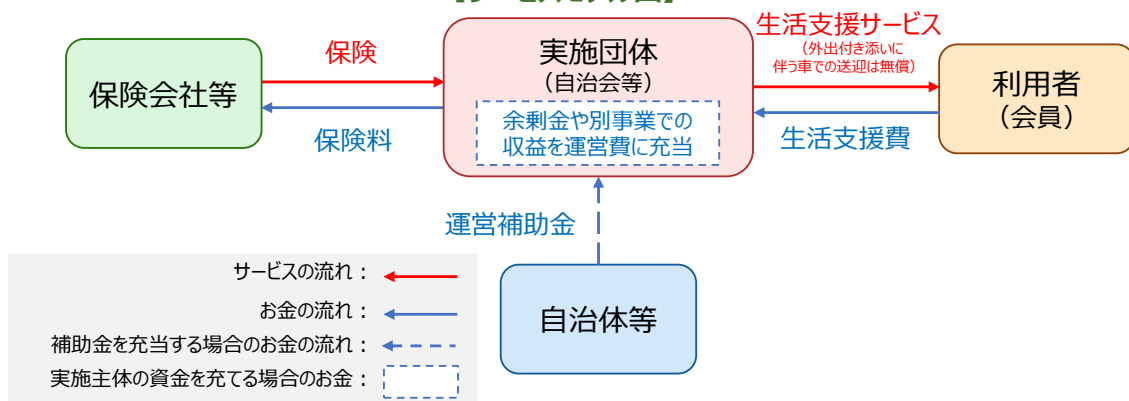 保険会社等
保険
保険料
実施団体
（自治会等）
余剰金や別事業での
収益を運営費に充当
生活支援サービス
（外出付き添いに
伴う車での送迎は無償）
生活支援費
利用者
（会員）
運営補助金
自治体等
サービスの流れ：
お金の流れ：
補助金を充当する場合のお金の流れ：
実施主体の資金を充てる場合のお金：